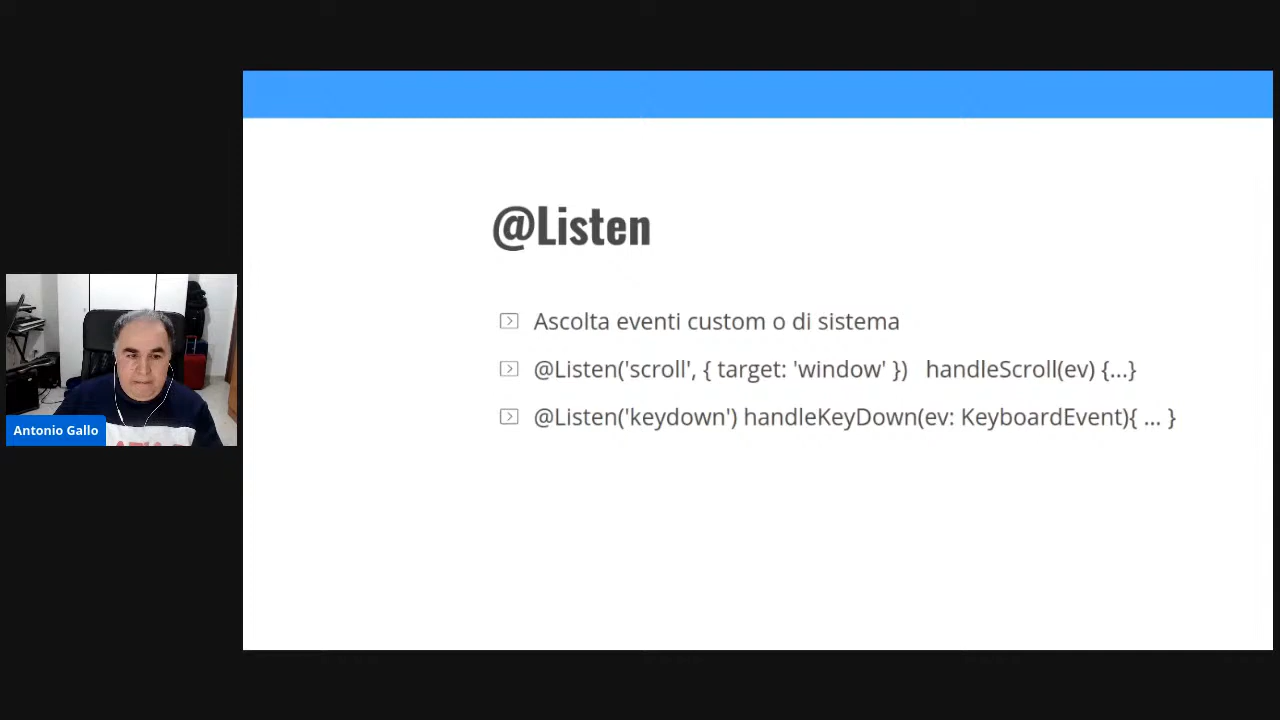 @Listen
Ascolta eventi custom o di sistema
@Listen('scroll', { target: 'window' }) handleScroll(ev) {...}
@Listen('keydown') handleKeyDown(ev: KeyboardEvent){ ... }
Antonio Gallo